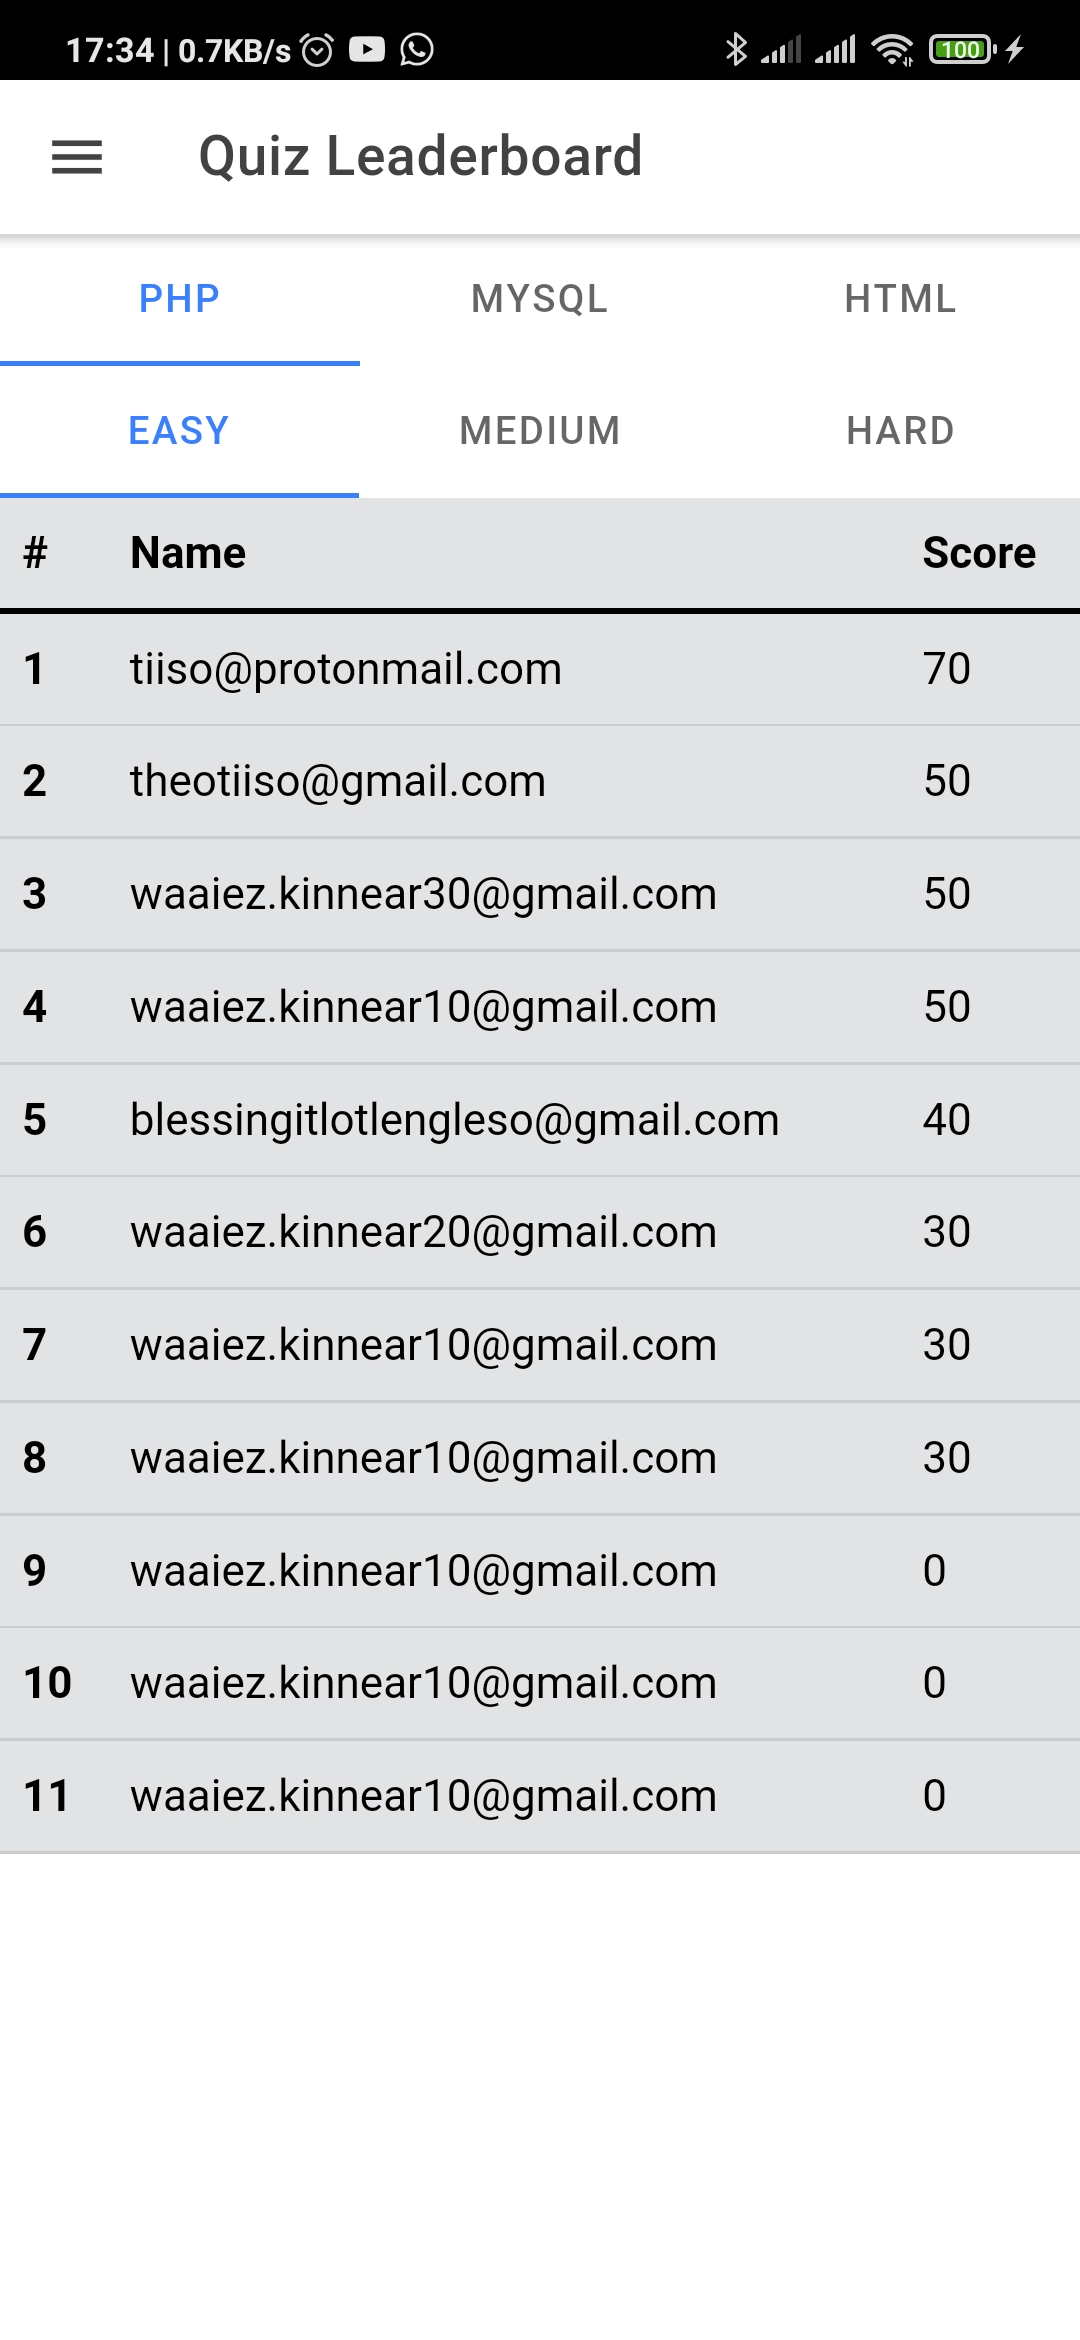 17:34 | 0.7KB/s 100
Quiz Leaderboard
PHP MYSQL HTML
EASY MEDIUM HARD
# Name Score
1 tiiso@protonmail.com 70
2 theotiiso@gmail.com 50
3 waaiez.kinnear30@gmail.com 50
4 waaiez.kinnear10@gmail.com 50
5 blessingitlotlengleso@gmail.com 40
6 waaiez.kinnear20@gmail.com 30
7 waaiez.kinnear10@gmail.com 30
8 waaiez.kinnear10@gmail.com 30
9 waaiez.kinnear10@gmail.com 0
10 waaiez.kinnear10@gmail.com 0
11 waaiez.kinnear10@gmail.com 0